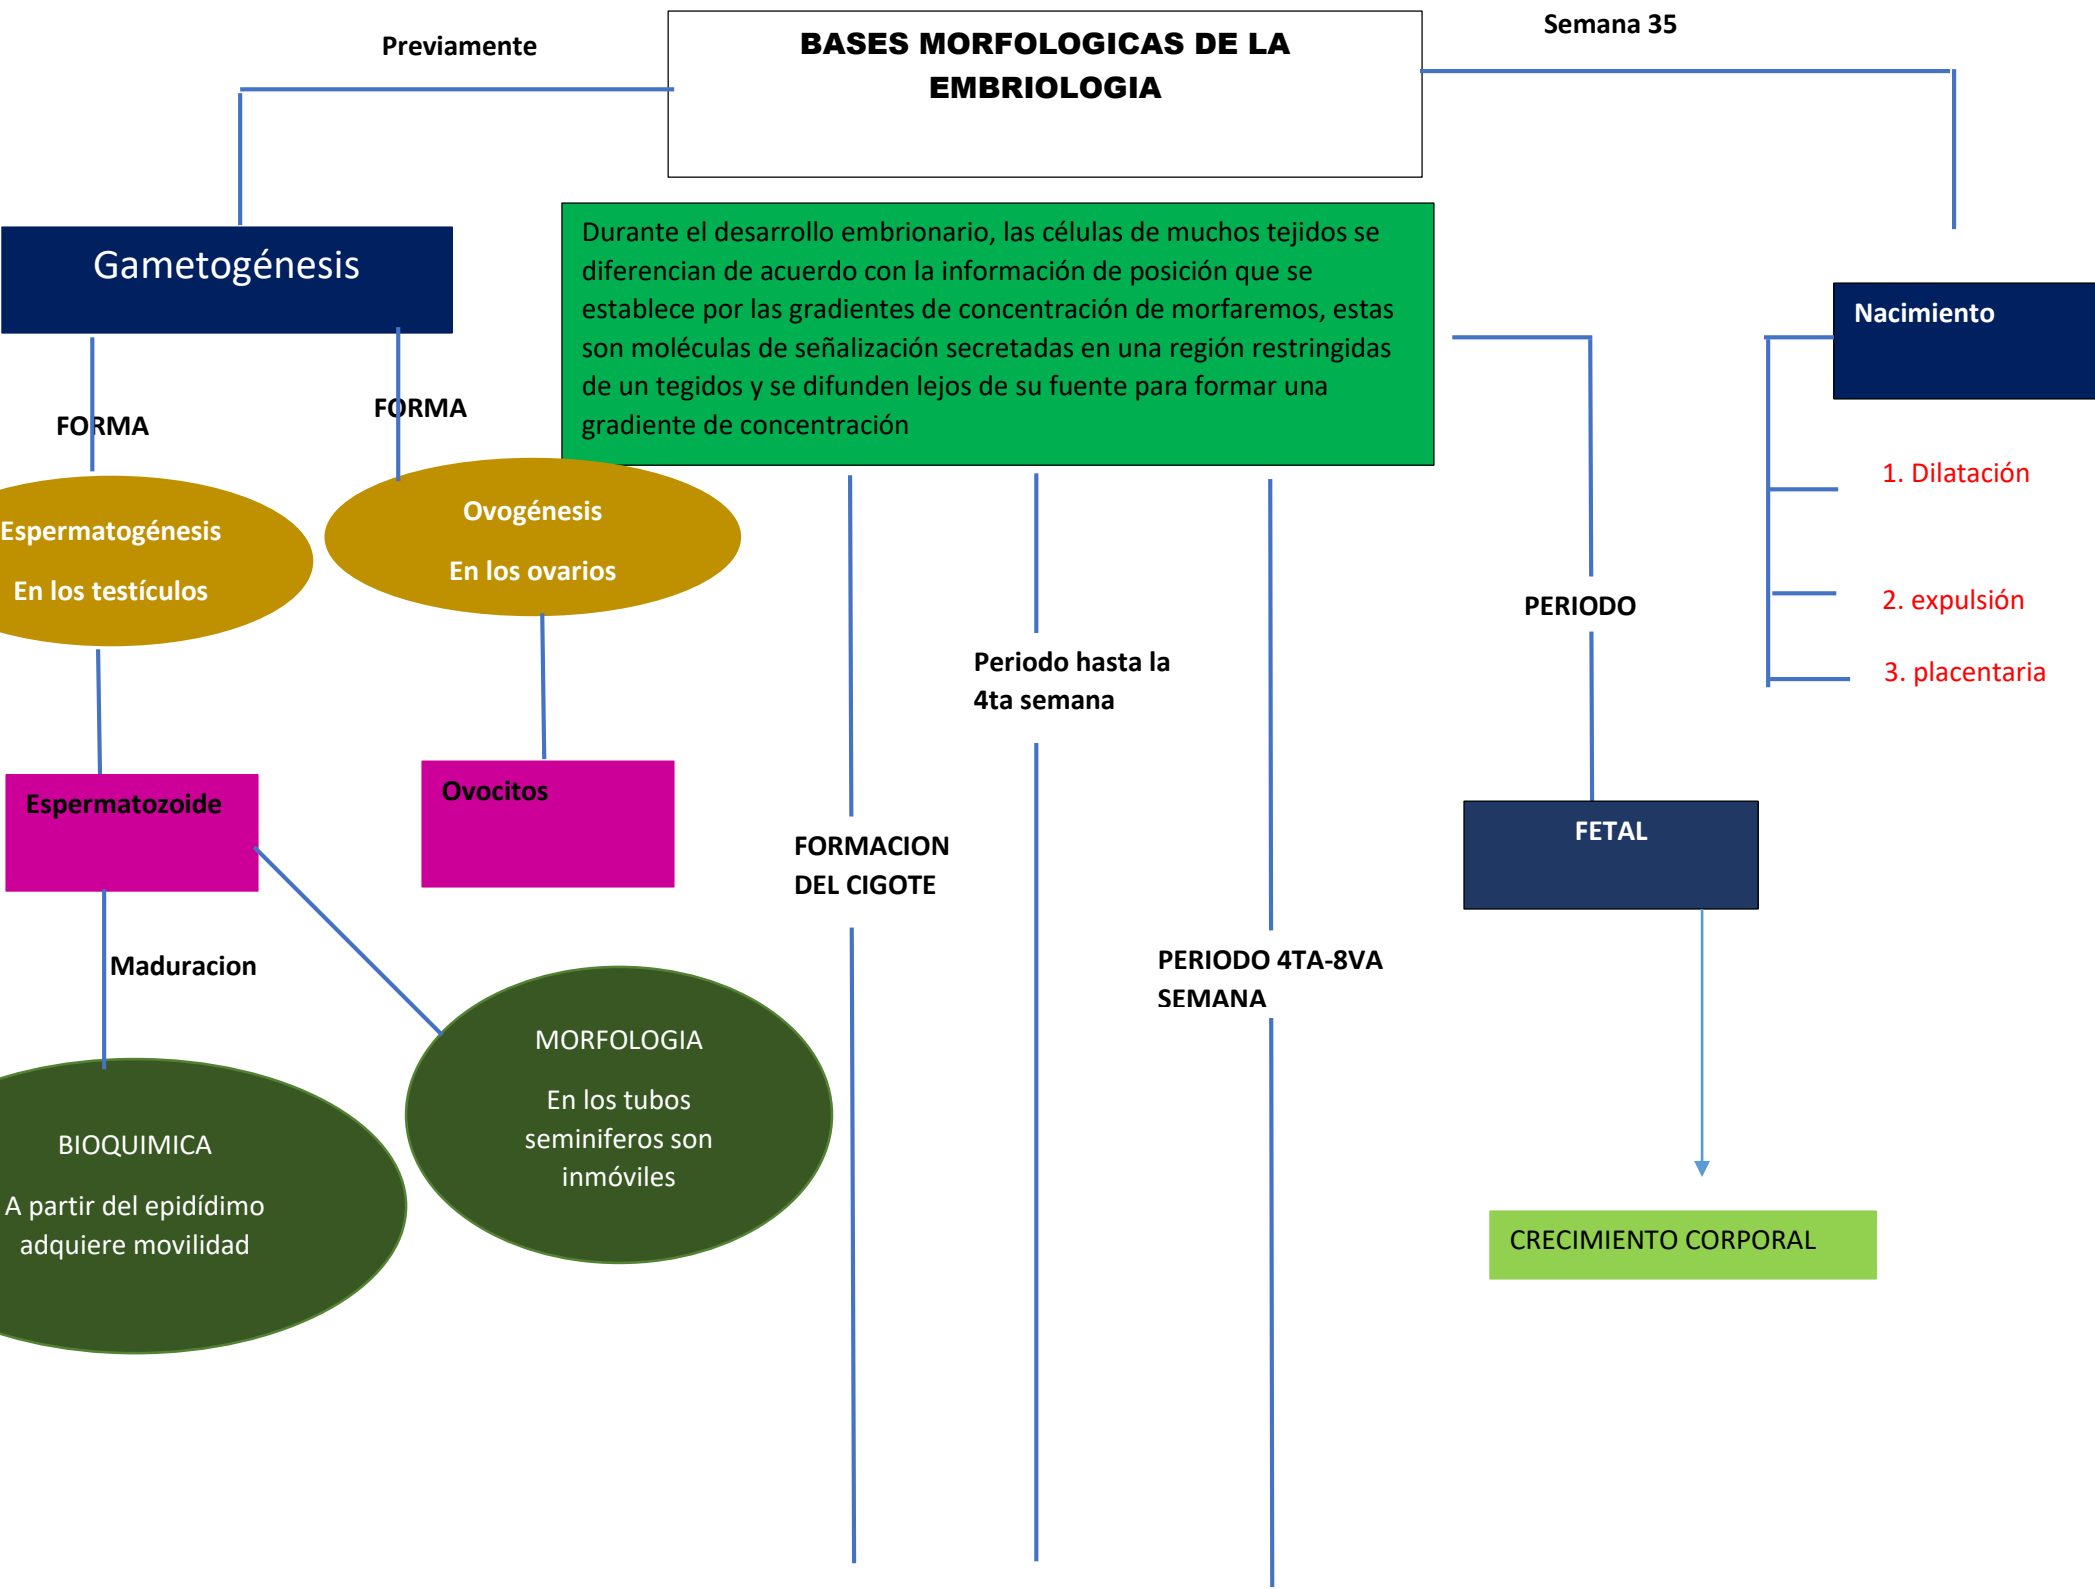 Previamente
BASES MORFOLOGICAS DE LA
EMBRIOLOGIA
Semana 35
Gametogénesis
Durante el desarrollo embrionario, las células de muchos tejidos se
diferencian de acuerdo con la información de posición que se
establece por las gradientes de concentración de morfaremos, estas
son moléculas de señalización secretadas en una región restringidas
de un tegidos y se difunden lejos de su fuente para formar una
gradiente de concentración
Nacimiento
1. Dilatación
2. expulsión
3. placentaria
FORMA
FORMA
Espermatogénesis
En los testículos
Ovogénesis
En los ovarios
PERIODO
Periodo hasta la
4ta semana
Espermatozoide
Ovocitos
FORMACION
DEL CIGOTE
FETAL
Maduracion
PERIODO 4TA-8VA
SEMANA
MORFOLOGIA
En los tubos
seminiferos son
inmóviles
BIOQUIMICA
A partir del epidídimo
adquiere movilidad
CRECIMIENTO CORPORAL